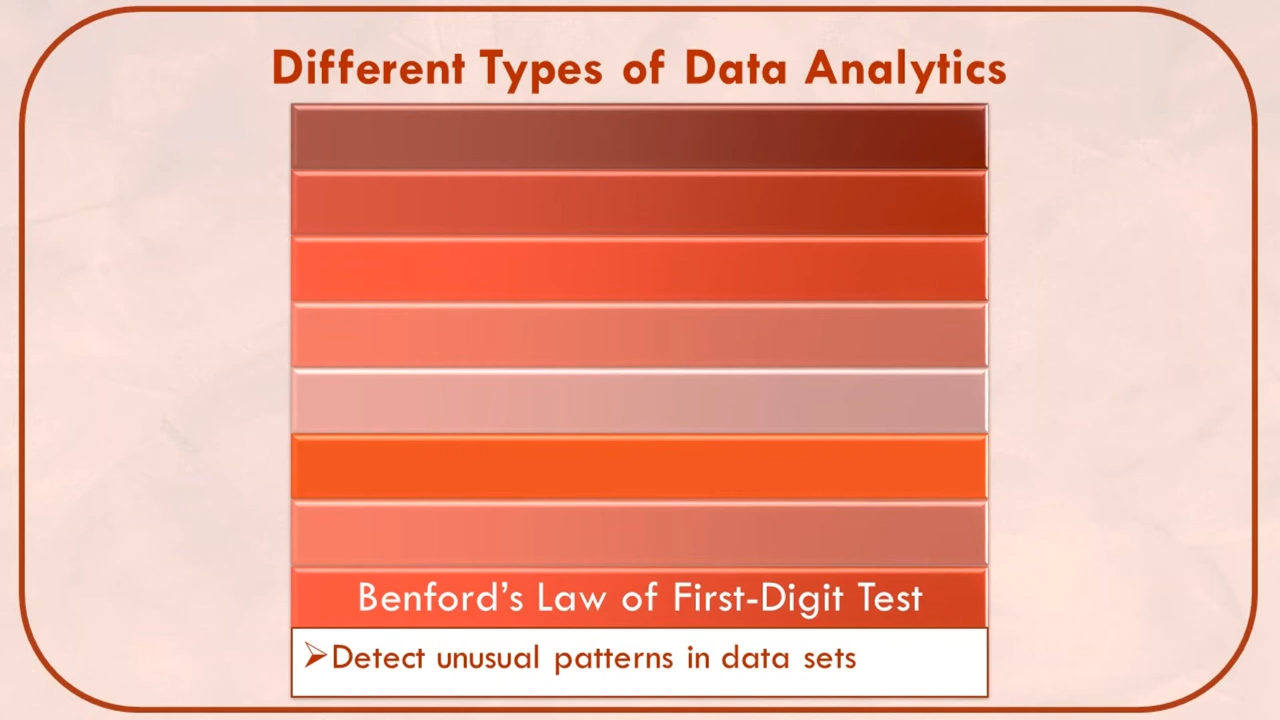 Different Types of Data Analytics
Benford’s Law of First-Digit Test
Detect unusual patterns in data sets